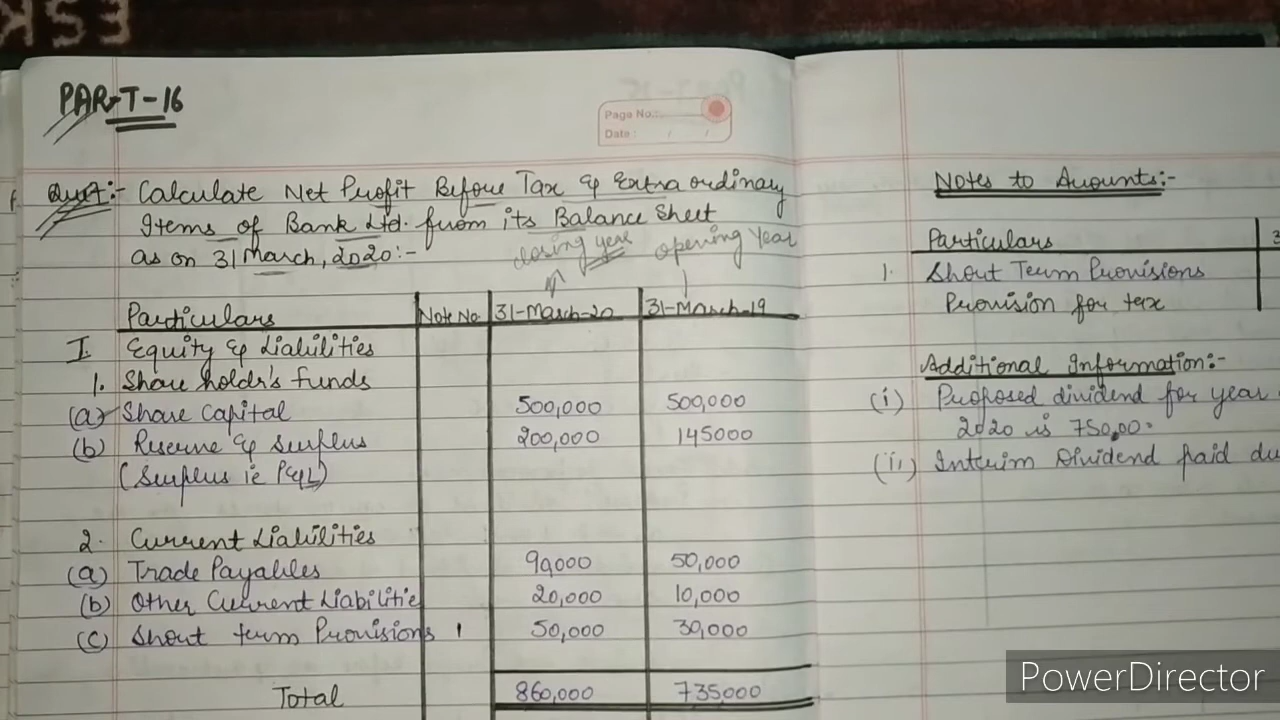 PART-16
Page No.:
Date: / /
Quest:- Calculate Net Profit Before Tax & Extraordinary
Items of Bank Ltd. from its Balance Sheet
as on 31 March, 2020:-
closing year opening Year
Particulars Note No 31-March-20 31-March-19
I. Equity & Liabilities
1. Share holdr's funds
(a) Share Capital 500,000 500,000
(b) Reserve & Surplus 200,000 145000
(Surplus ie P&L)
2. Current Liabilities
(a) Trade Payables 90,000 50,000
(b) Other Current Liabilitie 20,000 10,000
(c) Short term Provisions 1 50,000 30,000
Total 860,000 735000
Notes to Amounts:-
Particulars 3
1. Short Term Provisions
Provision for tax
Additional Information:-
(i) Proposed dividend for year
2020 is 750,00.
(ii) Interim Dividend paid du
PowerDirector